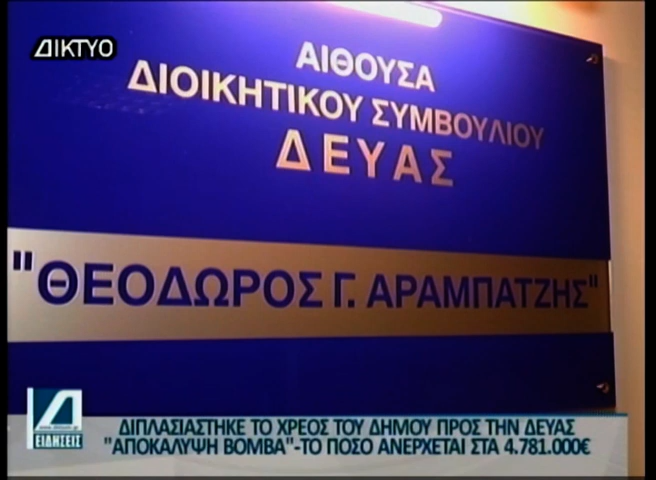 ΔΙΚΤΥΟ
ΑΙΘΟΥΣΑ
ΔΙΟΙΚΗΤΙΚΟΥ ΣΥΜΒΟΥΛΙΟΥ
ΔΕΥΑΣ
"ΘΕΟΔΩΡΟΣ Γ. ΑΡΑΜΠΑΤΖΗΣ"
ΕΙΔΗΣΕΙΣ
ΔΙΠΛΑΣΙΑΣΤΗΚΕ ΤΟ ΧΡΕΟΣ ΤΟΥ ΔΗΜΟΥ ΠΡΟΣ ΤΗΝ ΔΕΥΑΣ
"ΑΠΟΚΑΛΥΨΗ ΒΟΜΒΑ"-ΤΟ ΠΟΣΟ ΑΝΕΡΧΕΤΑΙ ΣΤΑ 4.781.000€